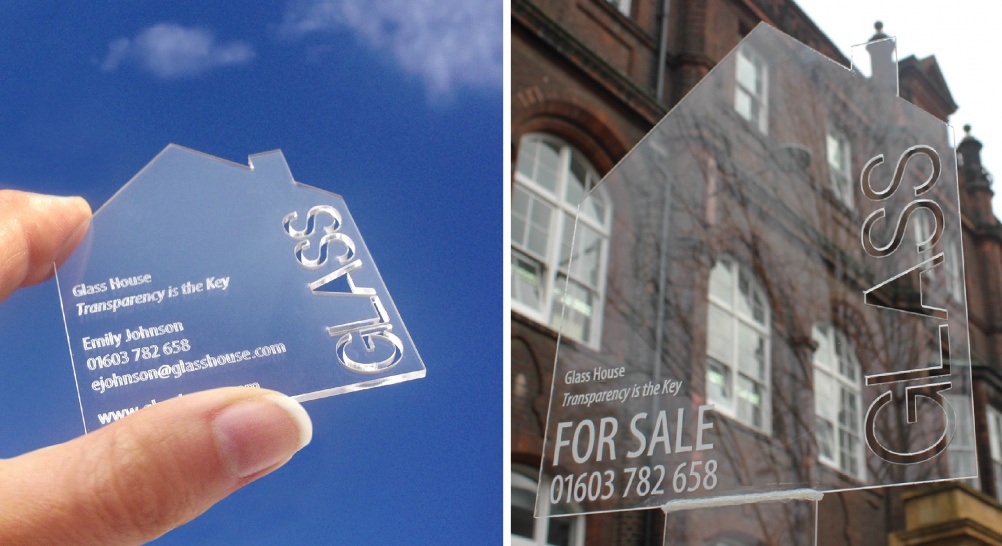 Glass House
Transparency is the Key
Emily Johnson
01603 782 658
ejohnson@glasshouse.com
GLASS
Glass House
Transparency is the Key
FOR SALE
01603 782 658
GLASS